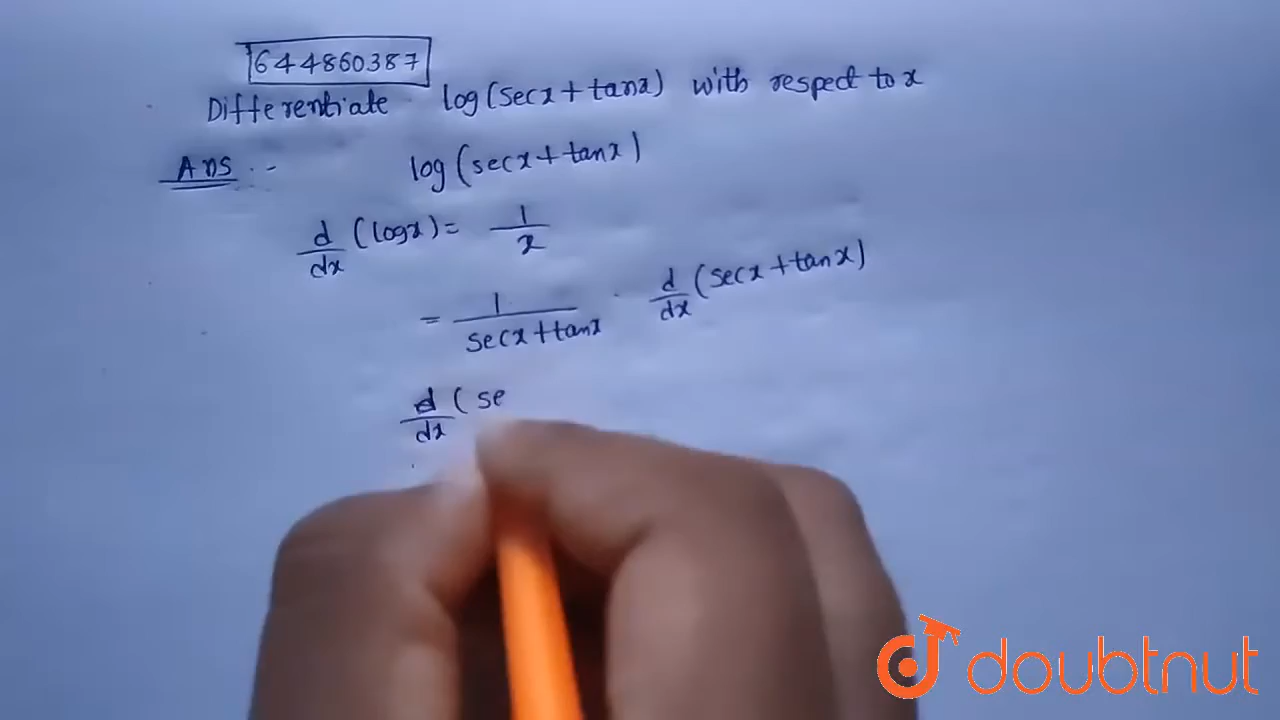 644860387
Differentiate log(secx+tanx) with respect to x
Ans :- log(secx+tanx)
d/dx (logx) = 1/x
= 1/secx+tanx · d/dx (secx+tanx)
d/dx ( se
doubtnut